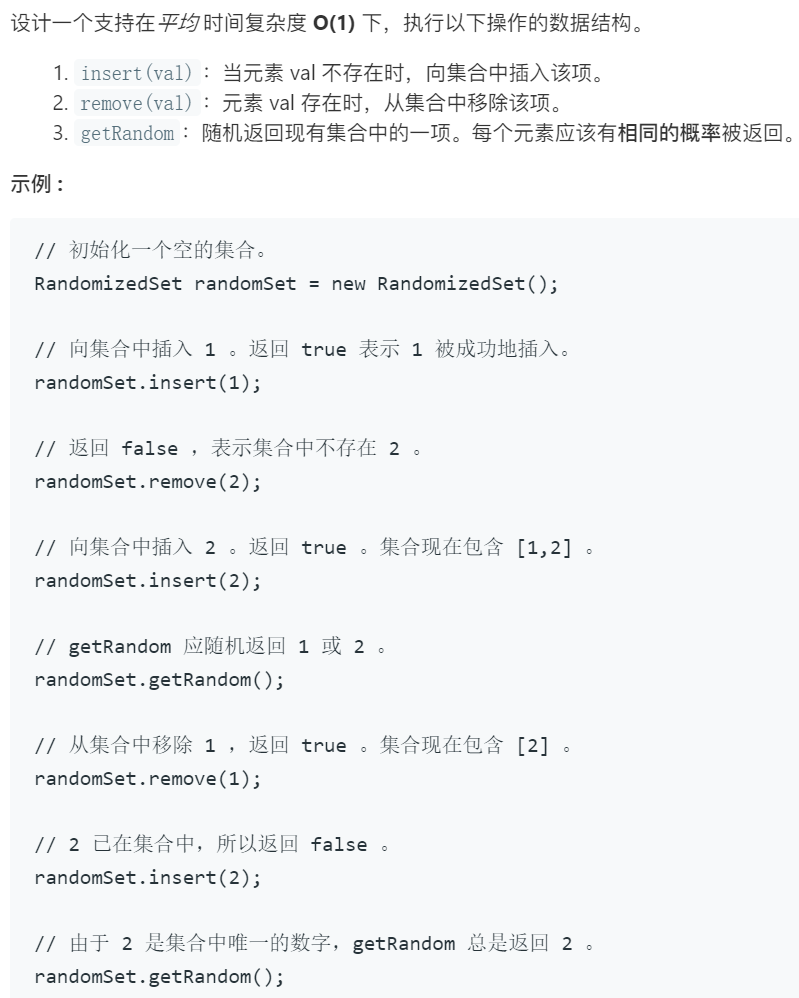 设计一个支持在平均 时间复杂度 O(1) 下，执行以下操作的数据结构。
1. insert(val)：当元素 val 不存在时，向集合中插入该项。
2. remove(val)：元素 val 存在时，从集合中移除该项。
3. getRandom：随机返回现有集合中的一项。每个元素应该有相同的概率被返回。
示例 :
// 初始化一个空的集合。
RandomizedSet randomSet = new RandomizedSet();
// 向集合中插入 1 。返回 true 表示 1 被成功地插入。
randomSet.insert(1);
// 返回 false ，表示集合中不存在 2 。
randomSet.remove(2);
// 向集合中插入 2 。返回 true 。集合现在包含 [1,2] 。
randomSet.insert(2);
// getRandom 应随机返回 1 或 2 。
randomSet.getRandom();
// 从集合中移除 1 ，返回 true 。集合现在包含 [2] 。
randomSet.remove(1);
// 2 已在集合中，所以返回 false 。
randomSet.insert(2);
// 由于 2 是集合中唯一的数字，getRandom 总是返回 2 。
randomSet.getRandom();